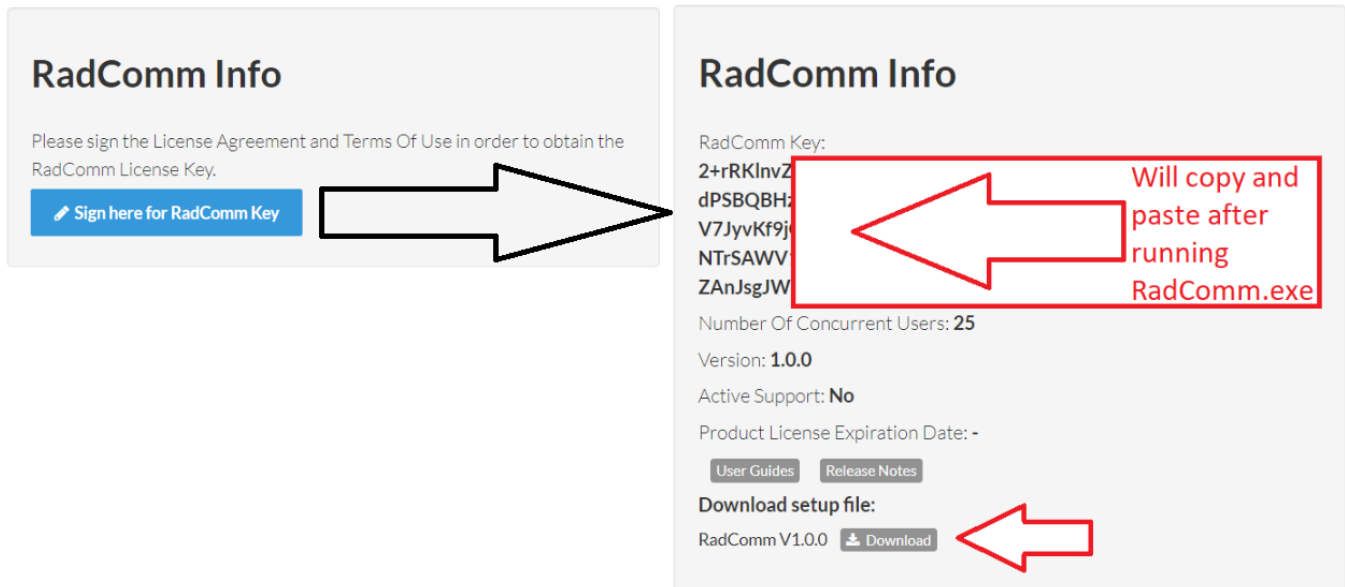 RadComm Info
Please sign the License Agreement and Terms Of Use in order to obtain the
RadComm License Key.
Sign here for RadComm Key
RadComm Info
RadComm Key:
2+rRKlnvZ
dPSBQBHz
V7JyvKf9j
NTrSAWV
ZAnJsgJW
Will copy and
paste after
running
RadComm.exe
Number Of Concurrent Users: 25
Version: 1.0.0
Active Support: No
Product License Expiration Date: -
User Guides Release Notes
Download setup file:
RadComm V1.0.0 Download